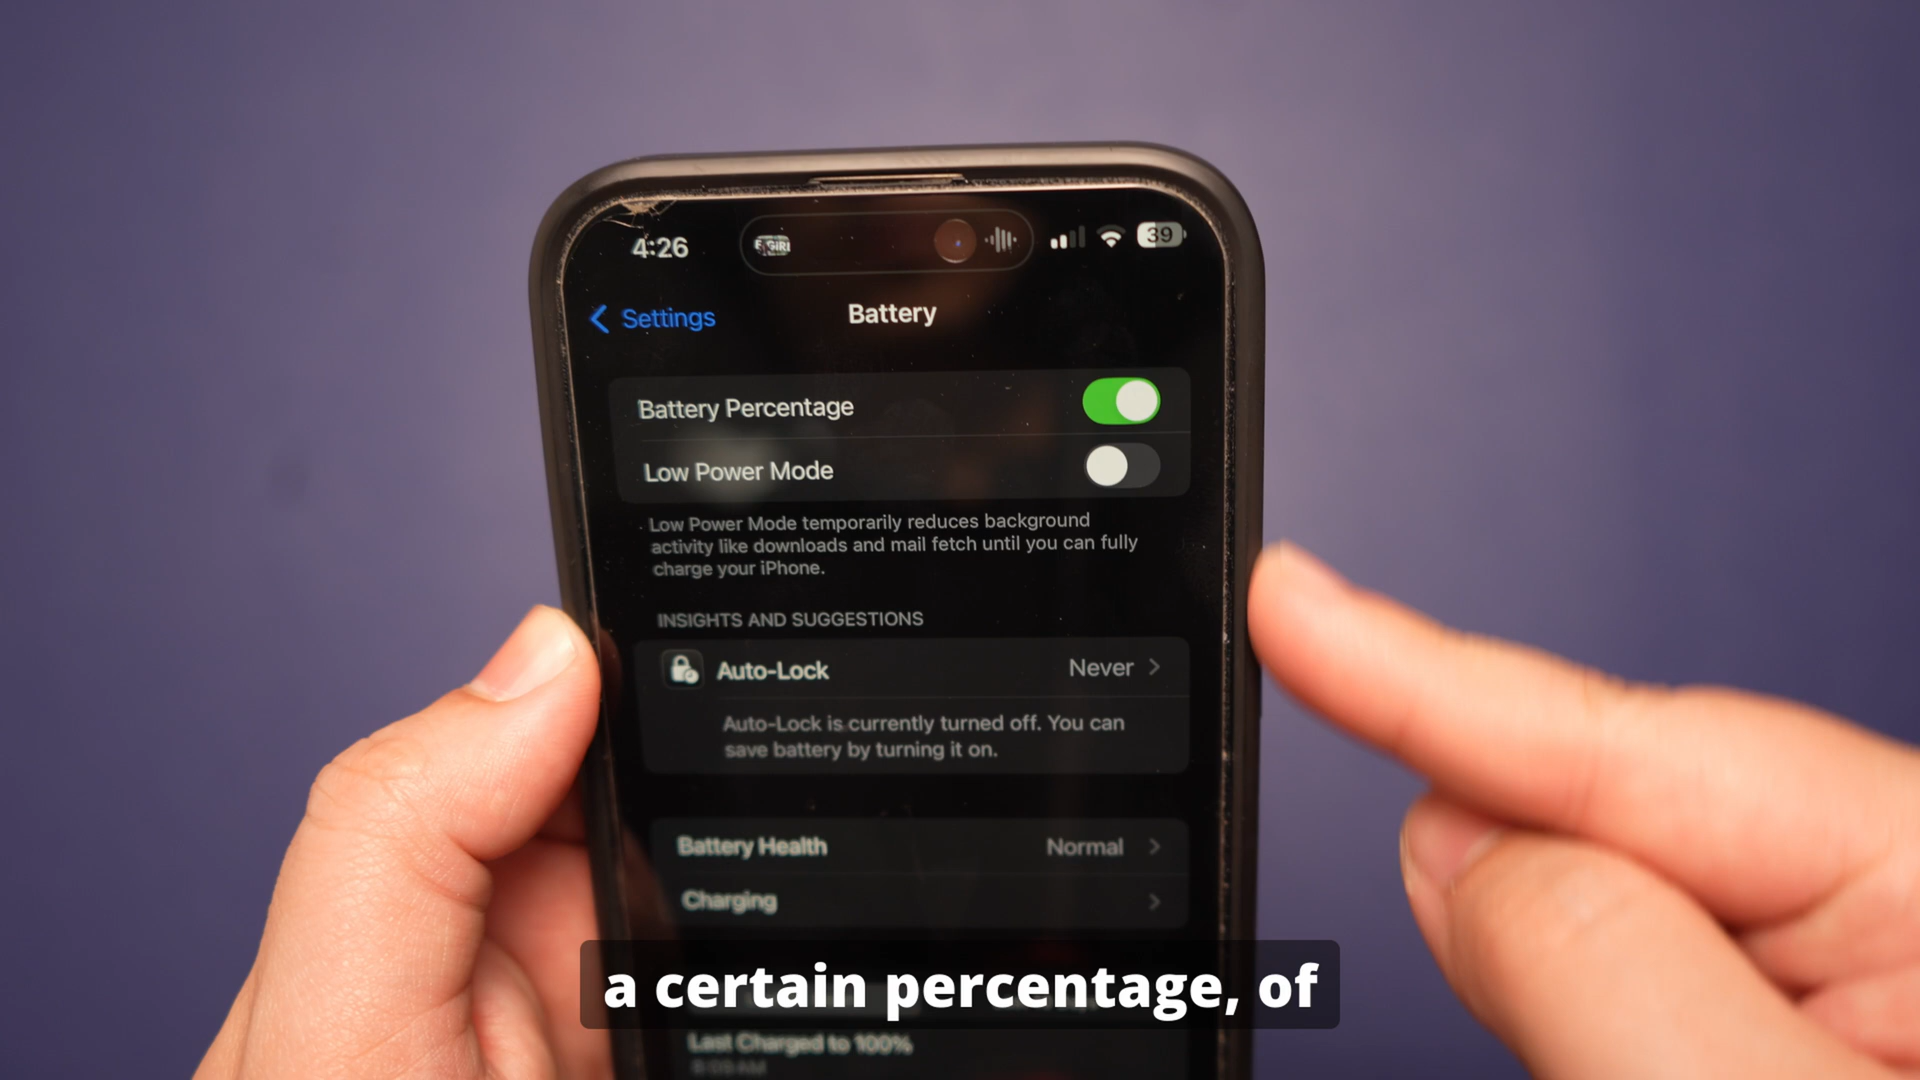 4:26
39
Settings
Battery
Battery Percentage
Low Power Mode
Low Power Mode temporarily reduces background
activity like downloads and mail fetch until you can fully
charge your iPhone.
INSIGHTS AND SUGGESTIONS
Auto-Lock
Never
Auto-Lock is currently turned off. You can
save battery by turning it on.
Battery Health
Normal
Charging
a certain percentage, of
Last Charged to 100%